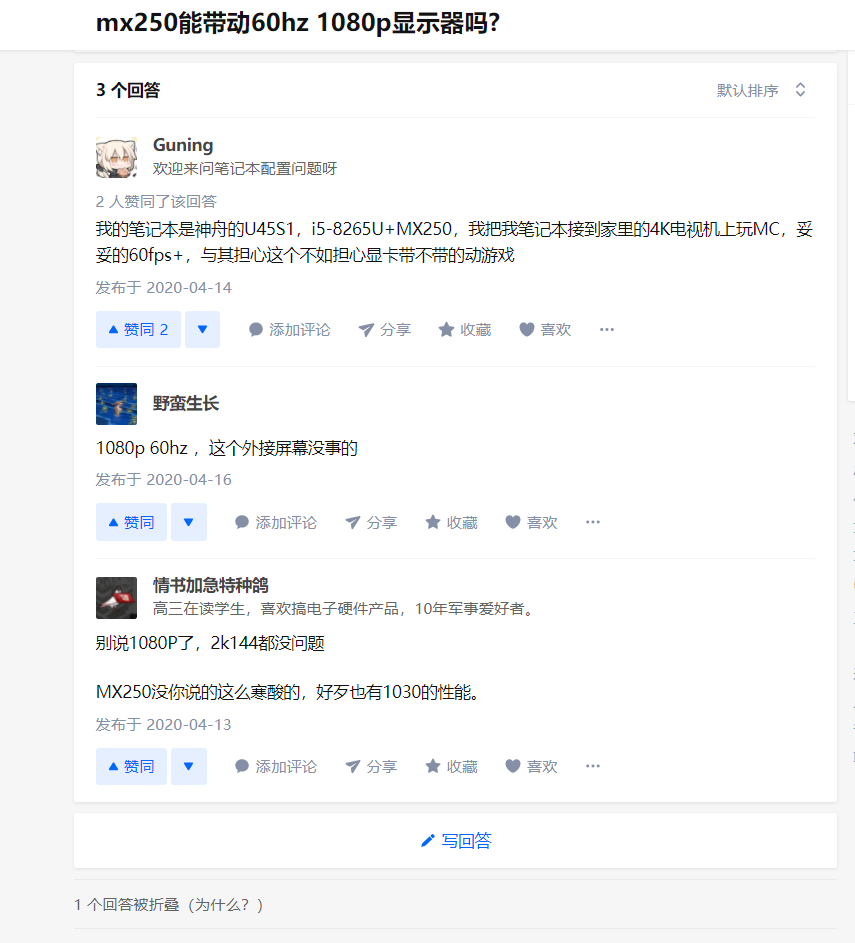 mx250能带动60hz 1080p显示器吗?
3 个回答
默认排序
Guning
欢迎来问笔记本配置问题呀
2 人赞同了该回答
我的笔记本是神舟的U45S1，i5-8265U+MX250，我把我笔记本接到家里的4K电视机上玩MC，妥
妥的60fps+，与其担心这个不如担心显卡带不带的动游戏
发布于 2020-04-14
赞同 2 添加评论 分享 收藏 喜欢
野蛮生长
1080p 60hz ，这个外接屏幕没事的
发布于 2020-04-16
赞同 添加评论 分享 收藏 喜欢
情书加急特种鸽
高三在读学生，喜欢搞电子硬件产品，10年军事爱好者。
别说1080P了，2k144都没问题
MX250没你说的这么寒酸的，好歹也有1030的性能。
发布于 2020-04-13
赞同 添加评论 分享 收藏 喜欢
写回答
1 个回答被折叠（为什么？）